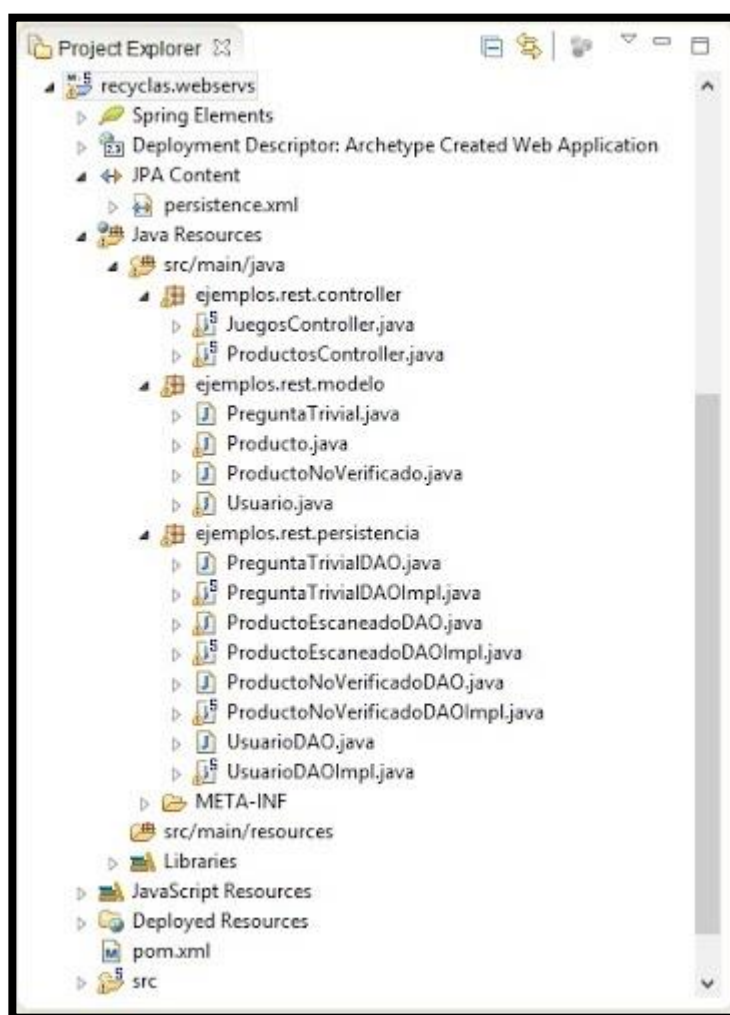 Project Explorer
recyclas.webservs
Spring Elements
Deployment Descriptor: Archetype Created Web Application
JPA Content
persistence.xml
Java Resources
src/main/java
ejemplos.rest.controller
JuegosController.java
ProductosController.java
ejemplos.rest.modelo
PreguntaTrivial.java
Producto.java
ProductoNoVerificado.java
Usuario.java
ejemplos.rest.persistencia
PreguntaTrivialDAO.java
PreguntaTrivialDAOImpl.java
ProductoEscaneadoDAO.java
ProductoEscaneadoDAOImpl.java
ProductoNoVerificadoDAO.java
ProductoNoVerificadoDAOImpl.java
UsuarioDAO.java
UsuarioDAOImpl.java
META-INF
src/main/resources
Libraries
JavaScript Resources
Deployed Resources
pom.xml
src